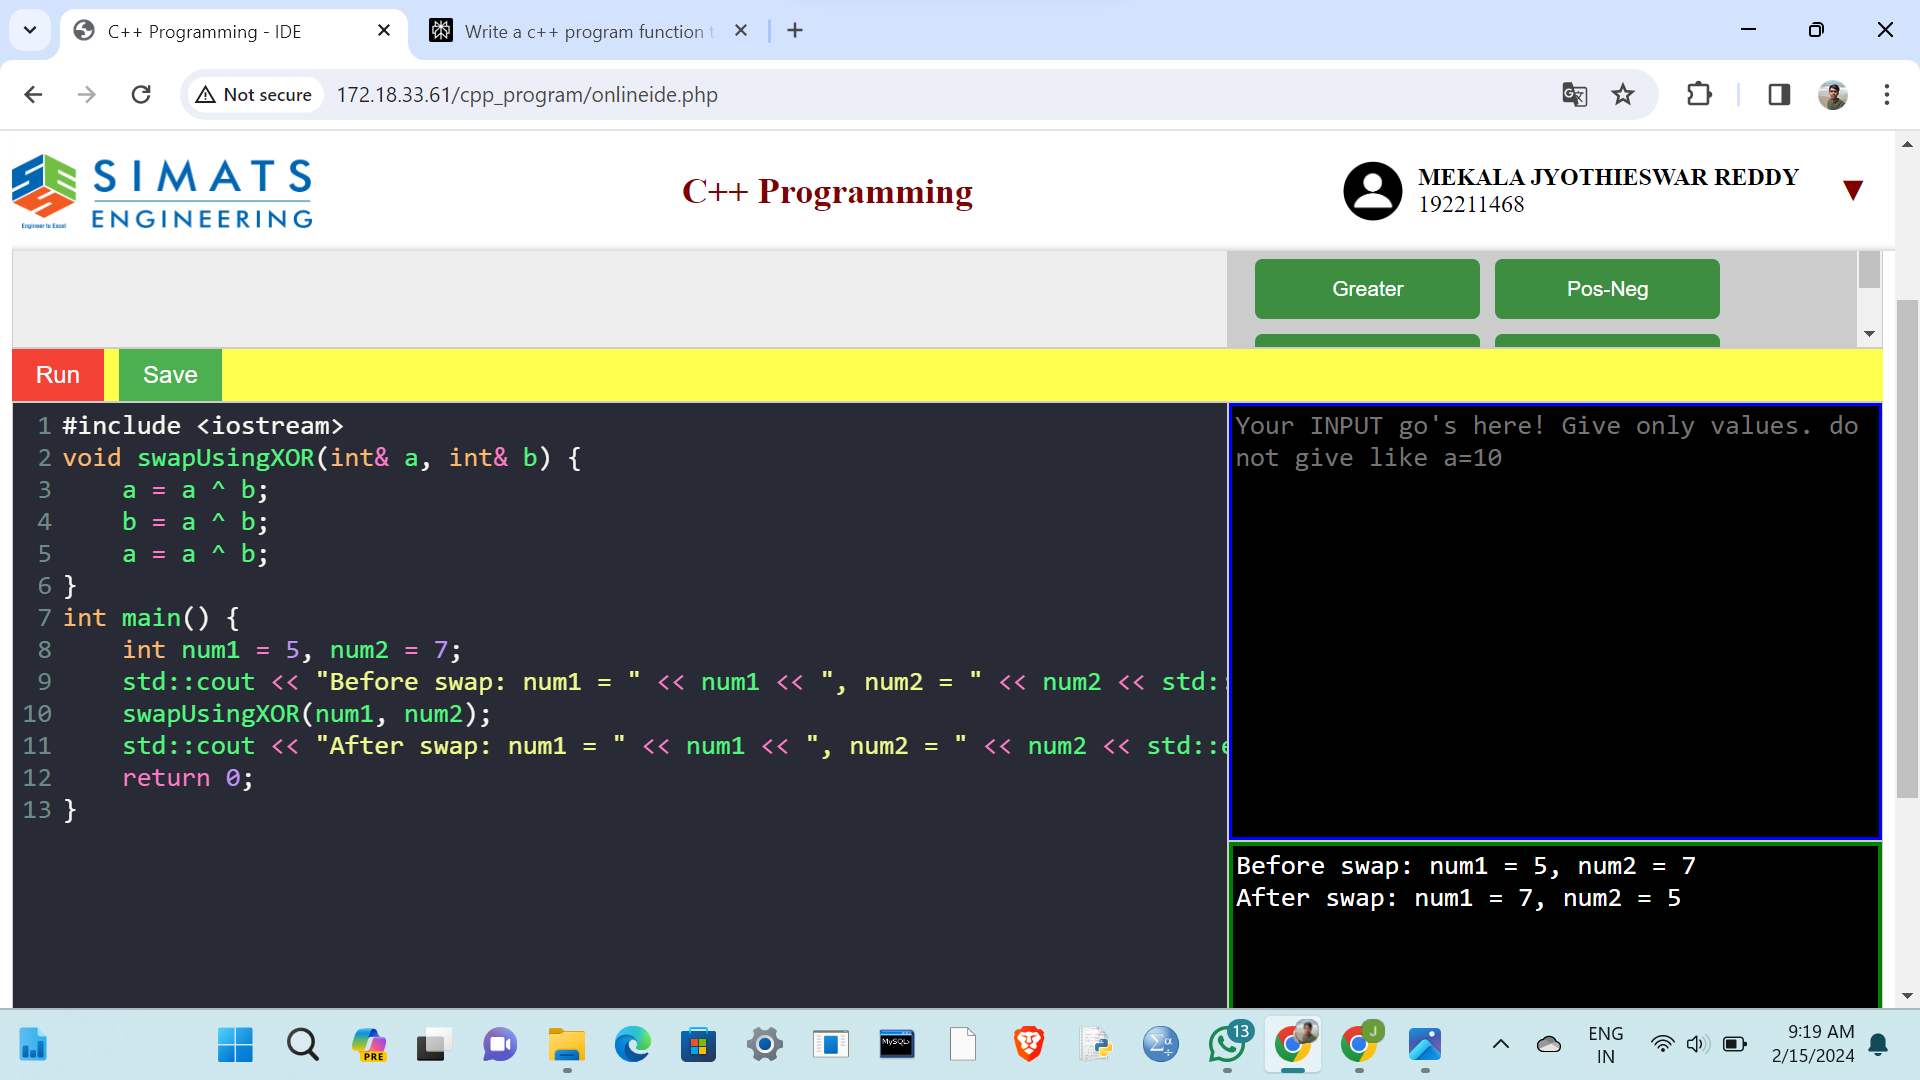 C++ Programming - IDE
Write a c++ program function t
Not secure
172.18.33.61/cpp_program/onlineide.php
SIMATS
ENGINEERING
Engineer to Excel
C++ Programming
MEKALA JYOTHIESWAR REDDY
192211468
Greater
Pos-Neg
Run
Save
1 #include <iostream>
2 void swapUsingXOR(int& a, int& b) {
3     a = a ^ b;
4     b = a ^ b;
5     a = a ^ b;
6 }
7 int main() {
8     int num1 = 5, num2 = 7;
9     std::cout << "Before swap: num1 = " << num1 << ", num2 = " << num2 << std::
10     swapUsingXOR(num1, num2);
11     std::cout << "After swap: num1 = " << num1 << ", num2 = " << num2 << std::e
12     return 0;
13 }
Your INPUT go's here! Give only values. do
not give like a=10
Before swap: num1 = 5, num2 = 7
After swap: num1 = 7, num2 = 5
PRE
MySQL
13
J
ENG
IN
9:19 AM
2/15/2024